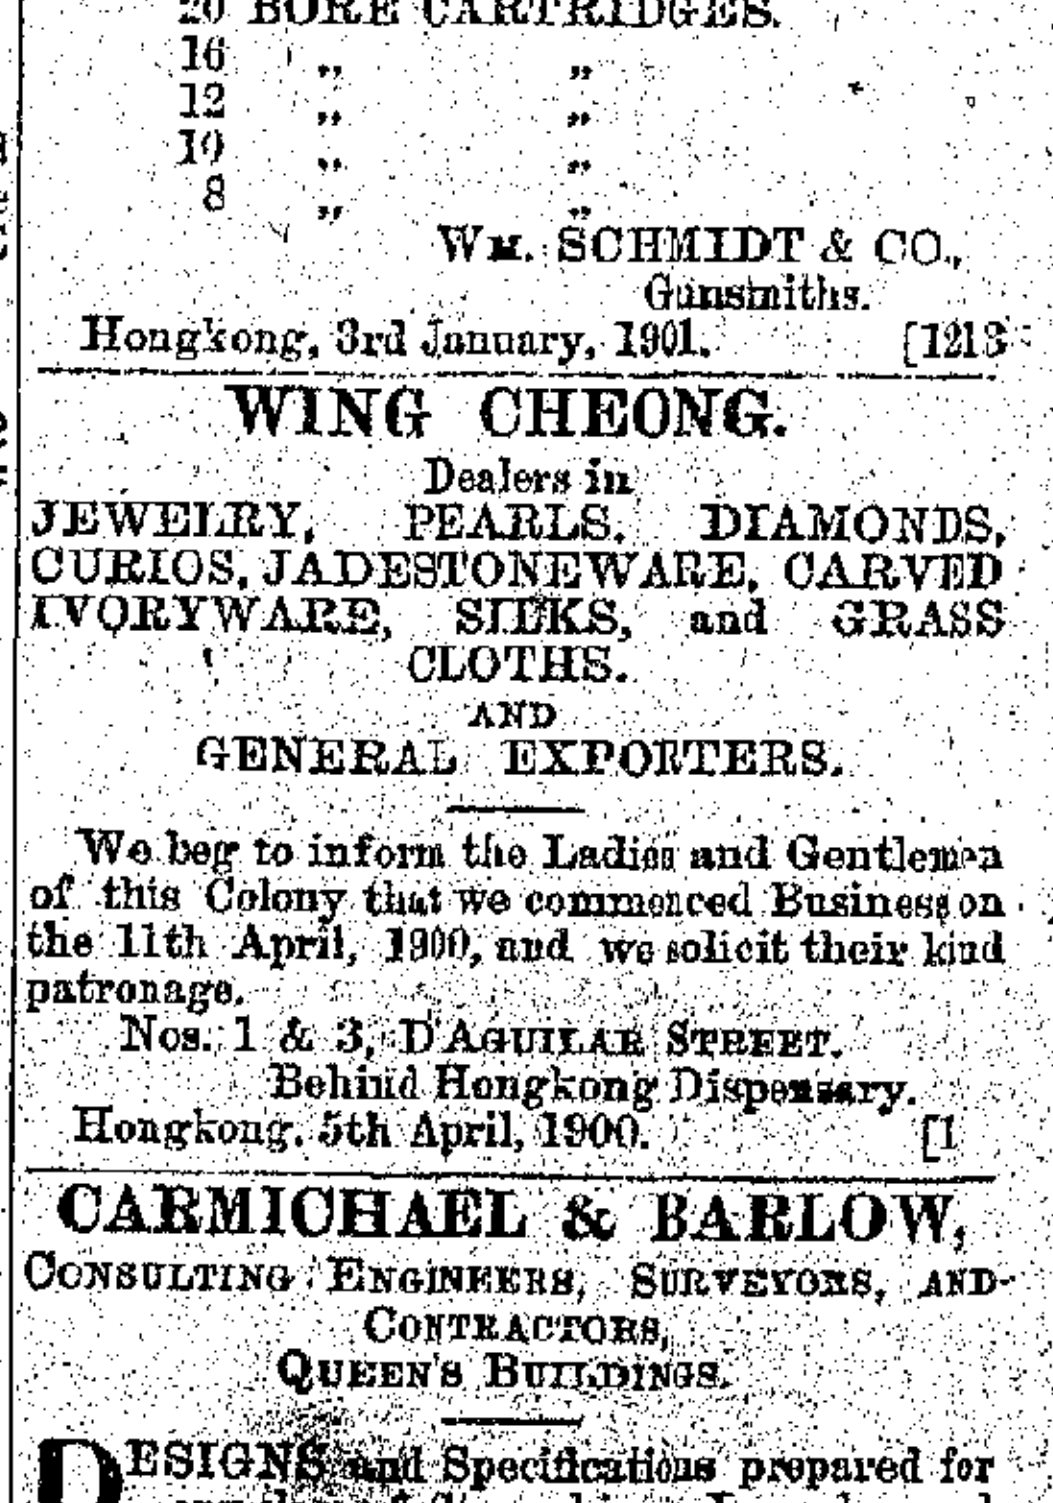 20 BORE CARTRIDGES.
16 „ „
12 „ „
10 „ „
8 „ „
WM. SCHMIDT & CO.,
Gunsmiths.
Hongkong, 3rd January, 1901. [1213
WING CHEONG.
Dealers in
JEWELRY, PEARLS, DIAMONDS,
CURIOS, JADESTONEWARE, CARVED
IVORYWARE, SILKS, and GRASS
CLOTHS.
AND
GENERAL EXPORTERS.
We beg to inform the Ladies and Gentlemen
of this Colony that we commenced Business on
the 11th April, 1900, and we solicit their kind
patronage.
Nos. 1 & 3, D'AGUILAR STREET.
Behind Hongkong Dispensary.
Hongkong. 5th April, 1900. [1
CARMICHAEL & BARLOW,
CONSULTING ENGINEERS, SURVEYORS, AND
CONTRACTORS,
QUEEN'S BUILDINGS.
DESIGNS and Specifications prepared for